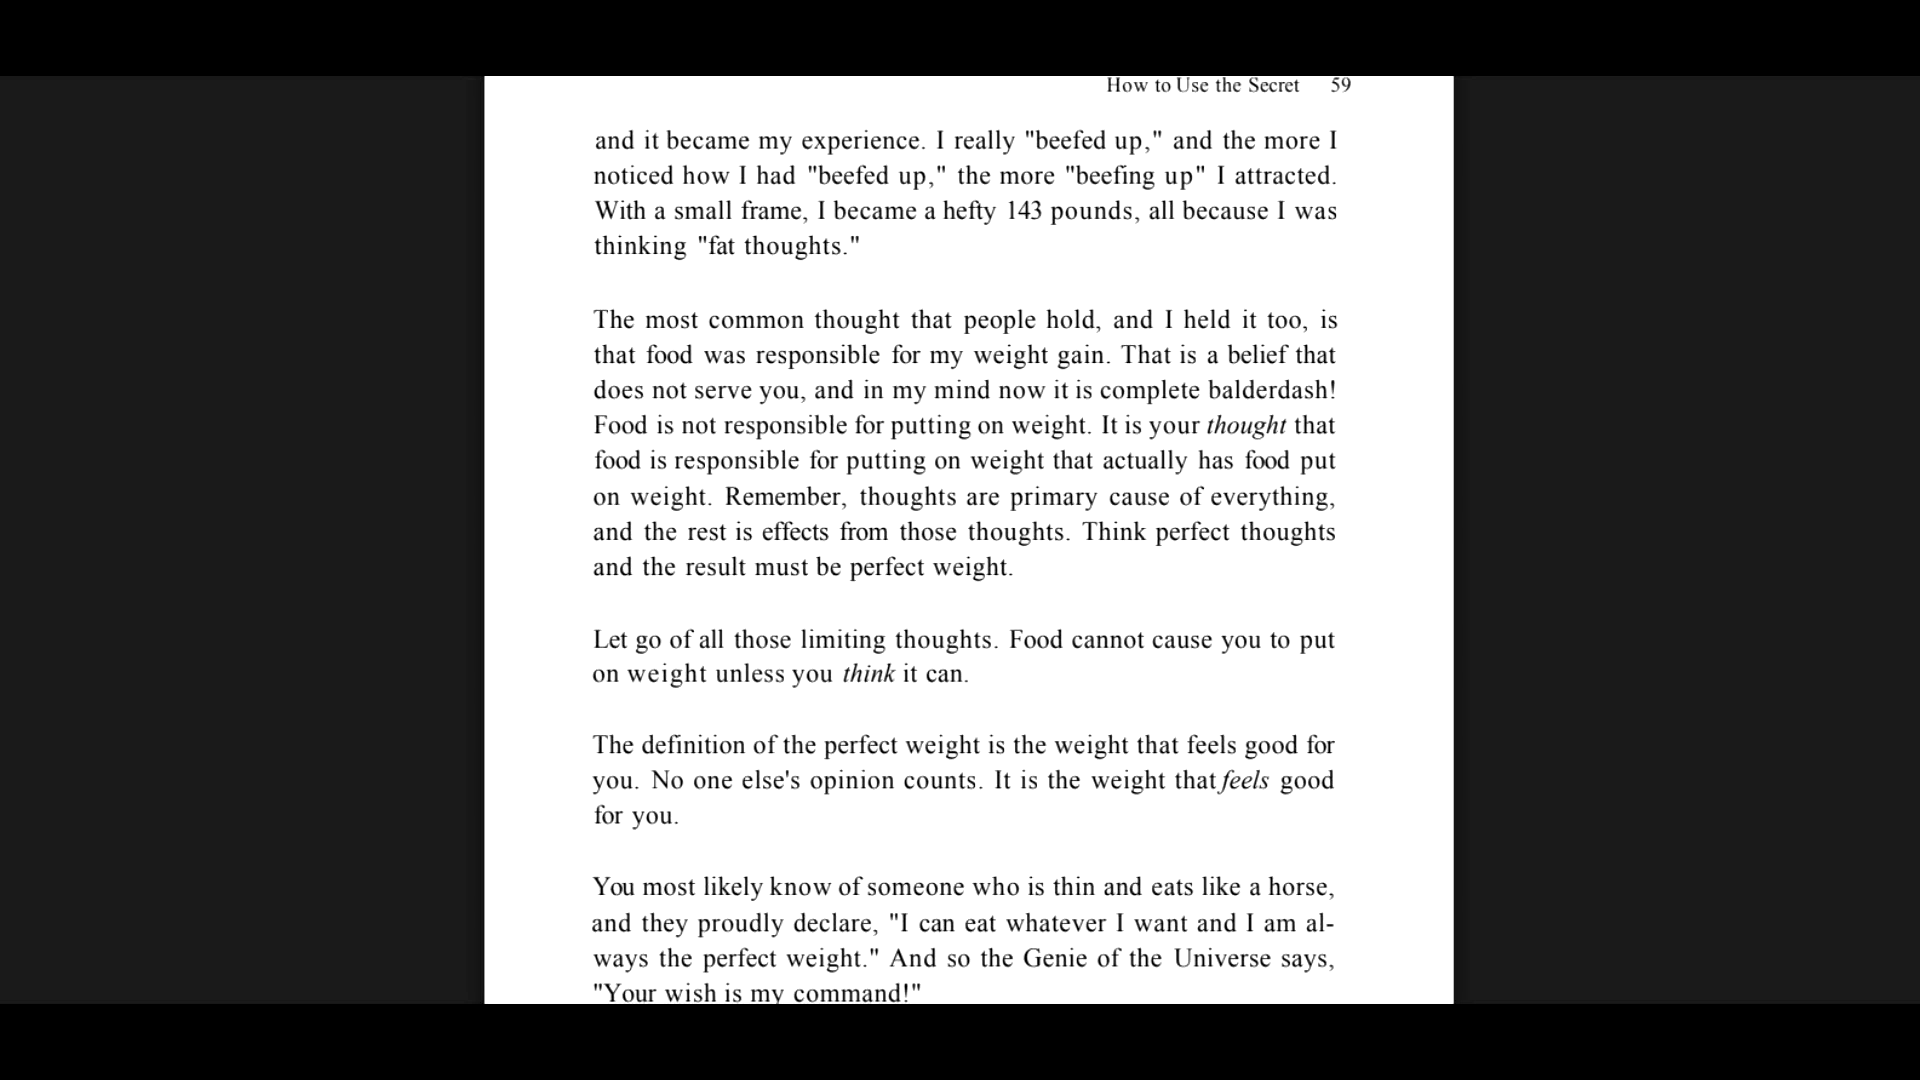 How to Use the Secret 59
and it became my experience. I really "beefed up," and the more I
noticed how I had "beefed up," the more "beefing up" I attracted.
With a small frame, I became a hefty 143 pounds, all because I was
thinking "fat thoughts."
The most common thought that people hold, and I held it too, is
that food was responsible for my weight gain. That is a belief that
does not serve you, and in my mind now it is complete balderdash!
Food is not responsible for putting on weight. It is your thought that
food is responsible for putting on weight that actually has food put
on weight. Remember, thoughts are primary cause of everything,
and the rest is effects from those thoughts. Think perfect thoughts
and the result must be perfect weight.
Let go of all those limiting thoughts. Food cannot cause you to put
on weight unless you think it can.
The definition of the perfect weight is the weight that feels good for
you. No one else's opinion counts. It is the weight that feels good
for you.
You most likely know of someone who is thin and eats like a horse,
and they proudly declare, "I can eat whatever I want and I am al-
ways the perfect weight." And so the Genie of the Universe says,
"Your wish is my command!"